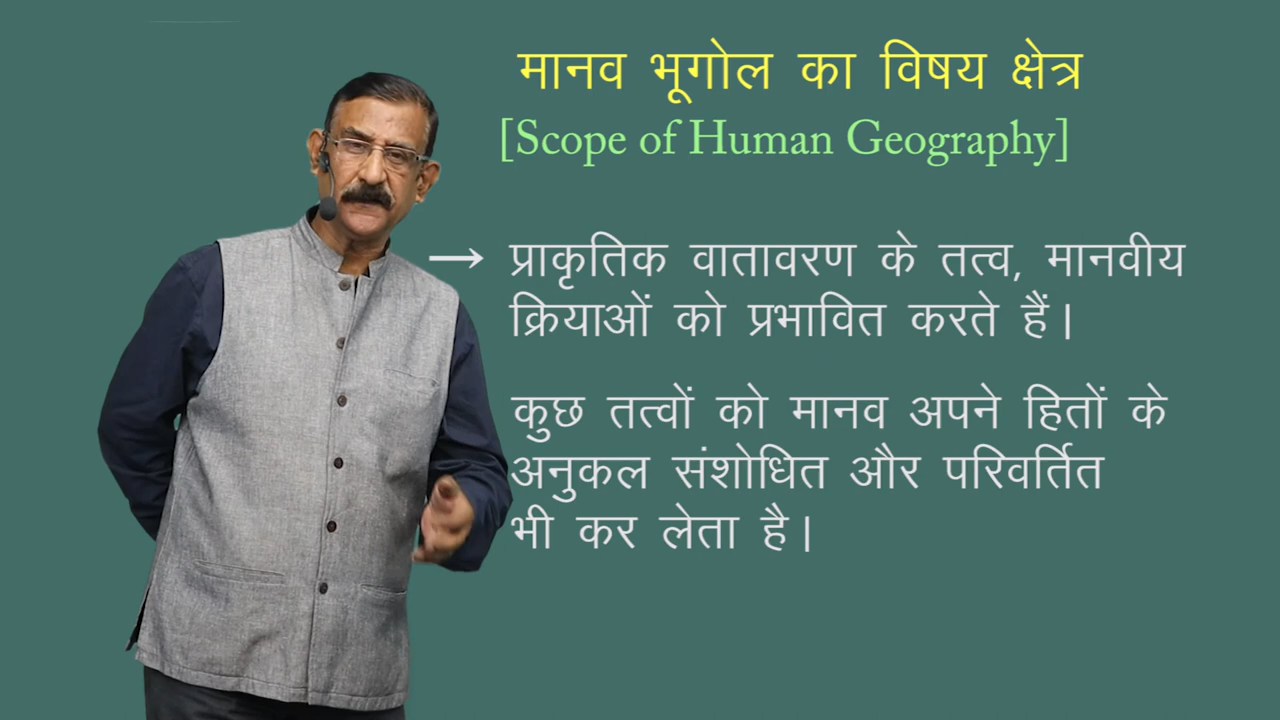 मानव भूगोल का विषय क्षेत्र
[Scope of Human Geography]
→ प्राकृतिक वातावरण के तत्व, मानवीय
क्रियाओं को प्रभावित करते हैं।
कुछ तत्वों को मानव अपने हितों के
अनुकल संशोधित और परिवर्तित
भी कर लेता है।